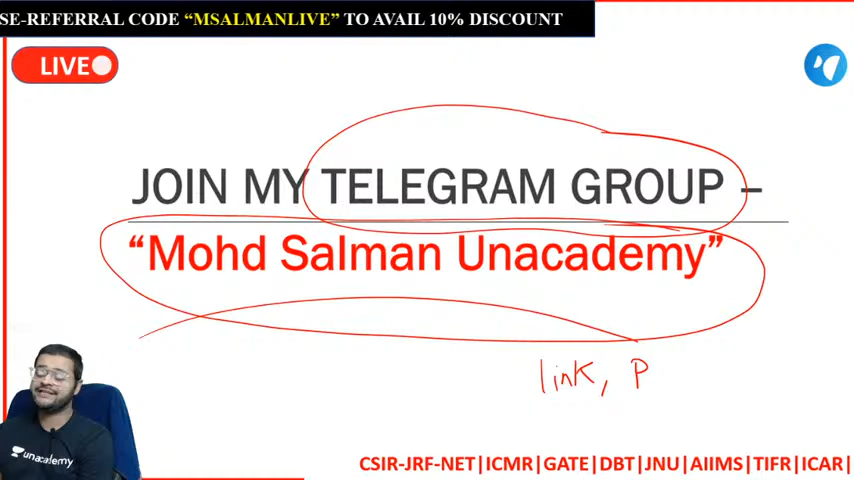 SE-REFERRAL CODE “MSALMANLIVE” TO AVAIL 10% DISCOUNT
LIVE
JOIN MY TELEGRAM GROUP –
“Mohd Salman Unacademy”
link, P
unacademy
CSIR-JRF-NET|ICMR|GATE|DBT|JNU|AIIMS|TIFR|ICAR|